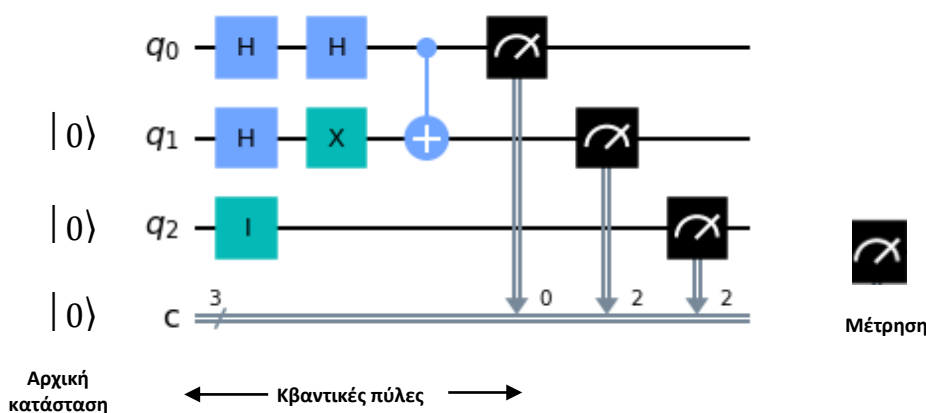 q0 H H
|0⟩ q1 H X
|0⟩ q2 I
|0⟩ c 3 0 2 2
Μέτρηση
Αρχική
κατάσταση
Κβαντικές πύλες